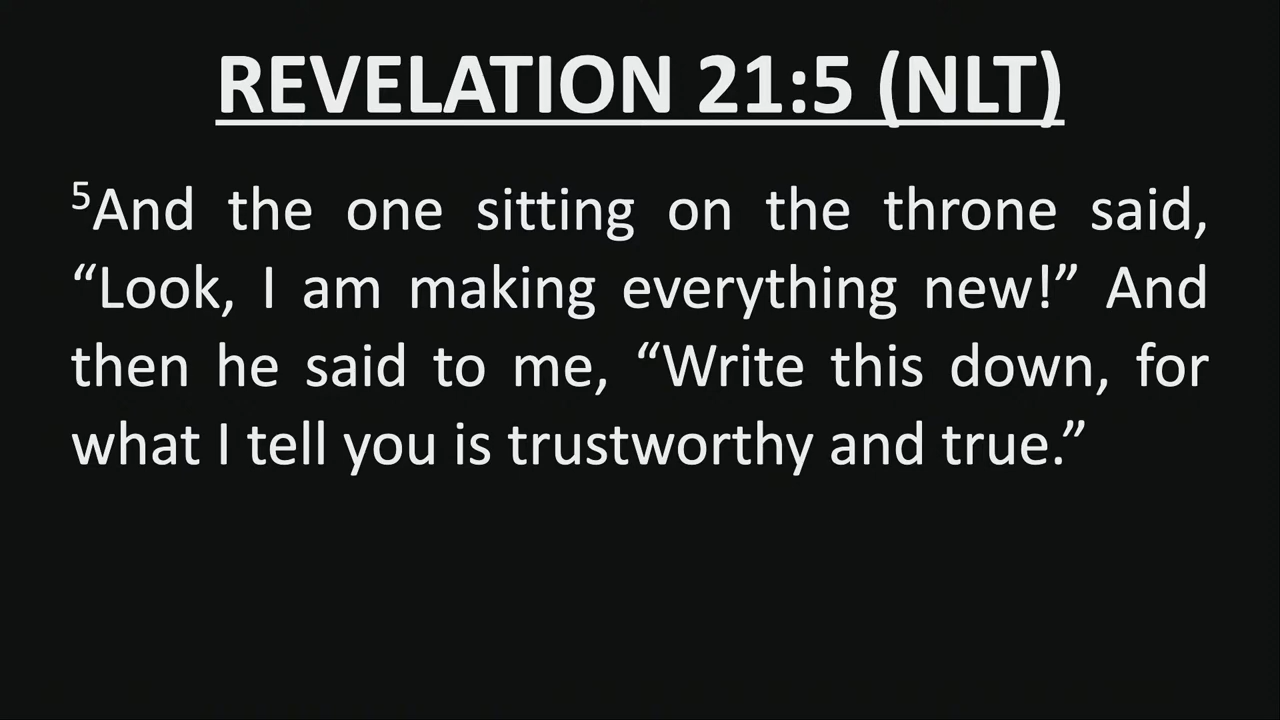 REVELATION 21:5 (NLT)
⁵And the one sitting on the throne said,
“Look, I am making everything new!” And
then he said to me, “Write this down, for
what I tell you is trustworthy and true.”